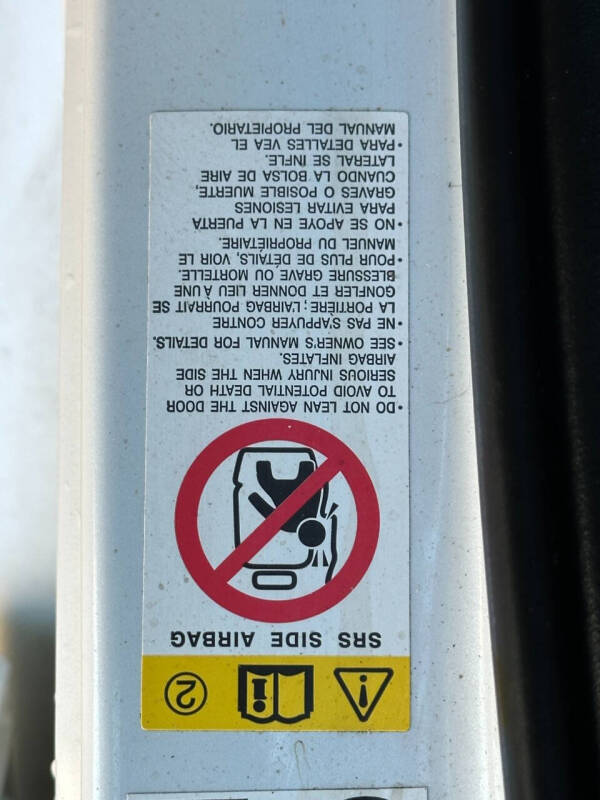 ②
SRS SIDE AIRBAG
• DO NOT LEAN AGAINST THE DOOR
TO AVOID POTENTIAL DEATH OR
SERIOUS INJURY WHEN THE SIDE
AIRBAG INFLATES.
• SEE OWNER'S MANUAL FOR DETAILS.
• NE PAS S'APPUYER CONTRE
LA PORTIÈRE; L'AIRBAG POURRAIT SE
GONFLER ET DONNER LIEU À UNE
BLESSURE GRAVE OU MORTELLE.
• POUR PLUS DE DÉTAILS, VOIR LE
MANUEL DU PROPRIÉTAIRE.
• NO SE APOYE EN LA PUERTA
PARA EVITAR LESIONES
GRAVES O POSIBLE MUERTE,
CUANDO LA BOLSA DE AIRE
LATERAL SE INFLE.
• PARA DETALLES VEA EL
MANUAL DEL PROPIETARIO.